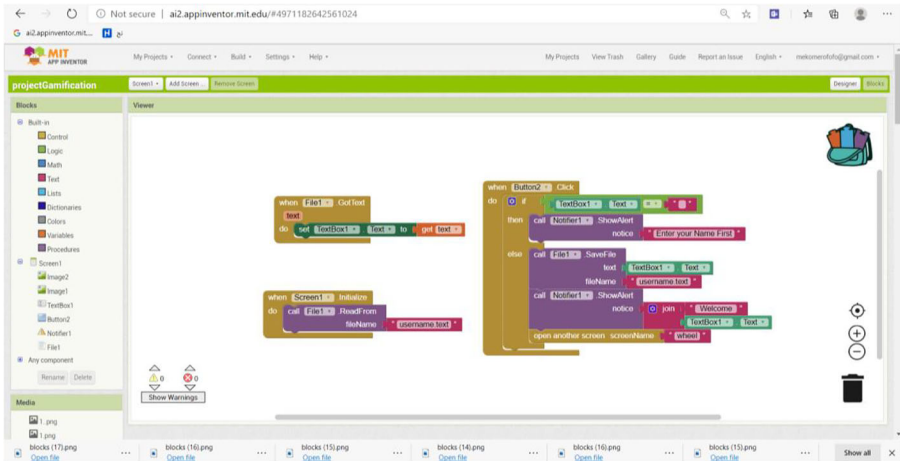 Not secure | ai2.appinventor.mit.edu/#4971182642561024
ai2.appinventor.mit...
MIT
APP INVENTOR
My Projects Connect Build Settings Help
My Projects View Trash Gallery Guide Report an Issue English mekonnerofofo@gmail.com
projectGamification
Screen1 Add Screen ... Remove Screen
Designer Blocks
Blocks
Viewer
Built-in
Control
Logic
Math
Text
Lists
Dictionaries
Colors
Variables
Procedures
Screen1
Image2
Image1
TextBox1
Button2
Notifier1
File1
Any component
Rename Delete
Media
1_.png
1.png
when File1 .GotText
text
do set TextBox1 . Text to get text
when Screen1 .Initialize
do call File1 .ReadFrom
fileName " username.text "
when Button2 .Click
do if TextBox1 . Text = " "
then call Notifier1 .ShowAlert
notice " Enter your Name First "
else call File1 .SaveFile
text TextBox1 . Text
fileName " username.text "
call Notifier1 .ShowAlert
notice join " Welcome "
TextBox1 . Text
open another screen screenName " wheel "
0 0
Show Warnings
blocks (17).png
Open file
blocks (16).png
Open file
blocks (15).png
Open file
blocks (14).png
Open file
blocks (16).png
Open file
blocks (15).png
Open file
Show all